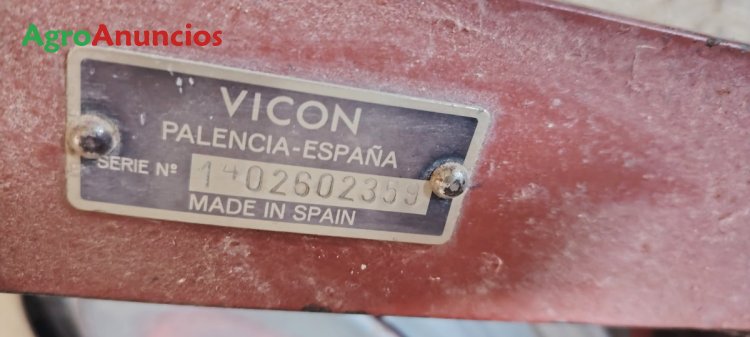 AgroAnuncios
VICON
PALENCIA-ESPAÑA
SERIE Nº 1402602359
MADE IN SPAIN